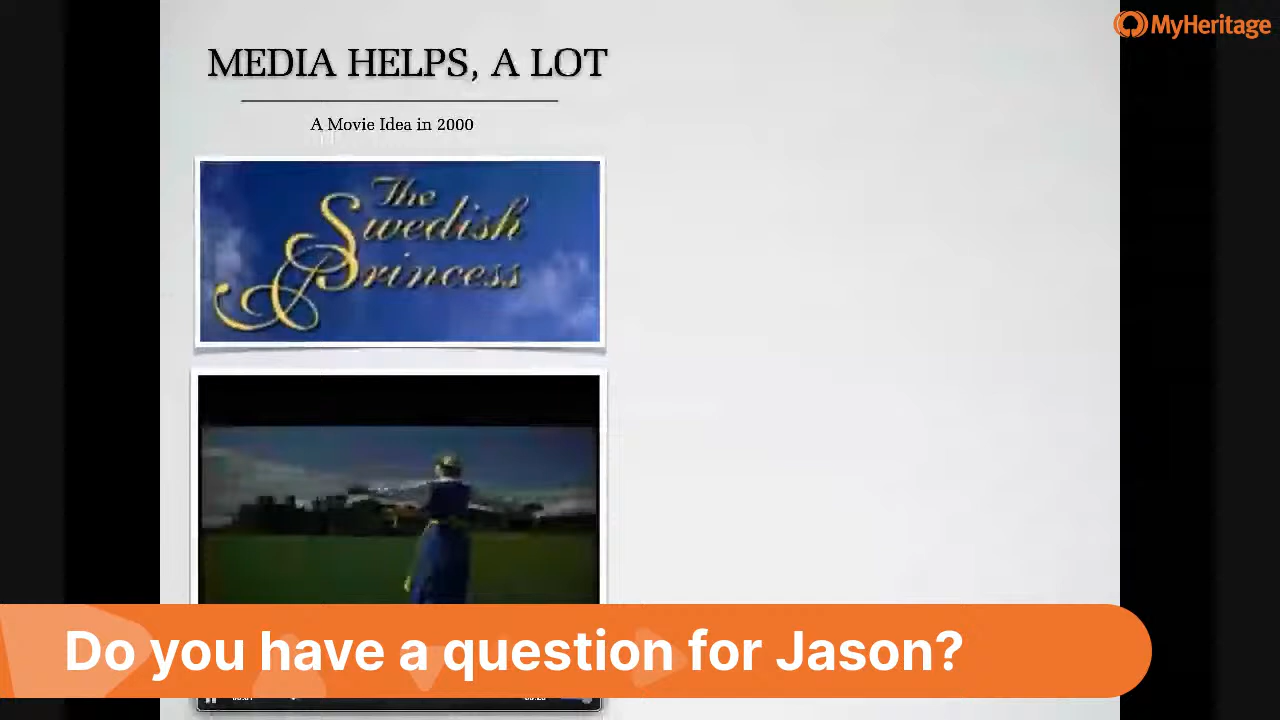 MyHeritage
MEDIA HELPS, A LOT
A Movie Idea in 2000
The
Swedish
Princess
Do you have a question for Jason?